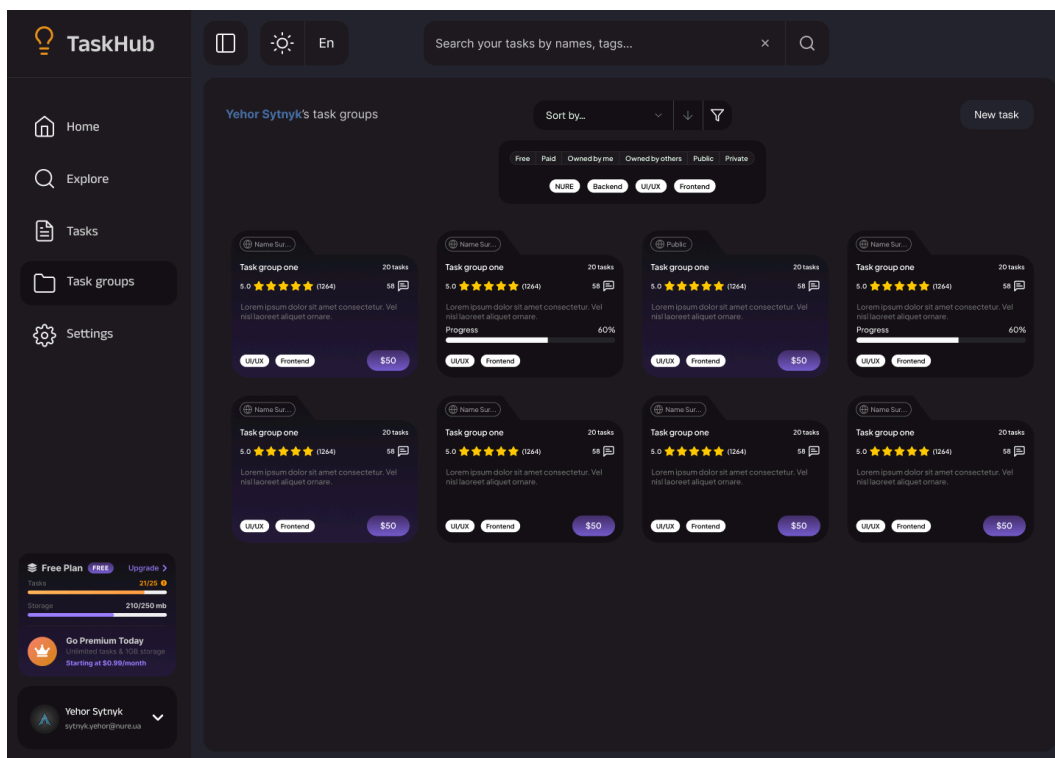 TaskHub
En
Search your tasks by names, tags...
Home
Explore
Tasks
Task groups
Settings
Free Plan FREE Upgrade
Tasks 21/25
Storage 210/250 mb
Go Premium Today
Unlimited tasks & 1GB storage
Starting at $0.99/month
Yehor Sytnyk
sytnyk.yehor@nure.ua
Yehor Sytnyk's task groups
Sort by...
New task
Free Paid Owned by me Owned by others Public Private
NURE Backend UI/UX Frontend
Name Sur...
Task group one 20 tasks
5.0 (1264) 58
Lorem ipsum dolor sit amet consectetur. Vel
nisl laoreet aliquet ornare.
UI/UX Frontend $50
Name Sur...
Task group one 20 tasks
5.0 (1264) 58
Lorem ipsum dolor sit amet consectetur. Vel
nisl laoreet aliquet ornare.
Progress 60%
UI/UX Frontend
Public
Task group one 20 tasks
5.0 (1264) 58
Lorem ipsum dolor sit amet consectetur. Vel
nisl laoreet aliquet ornare.
UI/UX Frontend $50
Name Sur...
Task group one 20 tasks
5.0 (1264) 58
Lorem ipsum dolor sit amet consectetur. Vel
nisl laoreet aliquet ornare.
Progress 60%
UI/UX Frontend
Name Sur...
Task group one 20 tasks
5.0 (1264) 58
Lorem ipsum dolor sit amet consectetur. Vel
nisl laoreet aliquet ornare.
UI/UX Frontend $50
Name Sur...
Task group one 20 tasks
5.0 (1264) 58
Lorem ipsum dolor sit amet consectetur. Vel
nisl laoreet aliquet ornare.
UI/UX Frontend $50
Name Sur...
Task group one 20 tasks
5.0 (1264) 58
Lorem ipsum dolor sit amet consectetur. Vel
nisl laoreet aliquet ornare.
UI/UX Frontend $50
Name Sur...
Task group one 20 tasks
5.0 (1264) 58
Lorem ipsum dolor sit amet consectetur. Vel
nisl laoreet aliquet ornare.
UI/UX Frontend $50